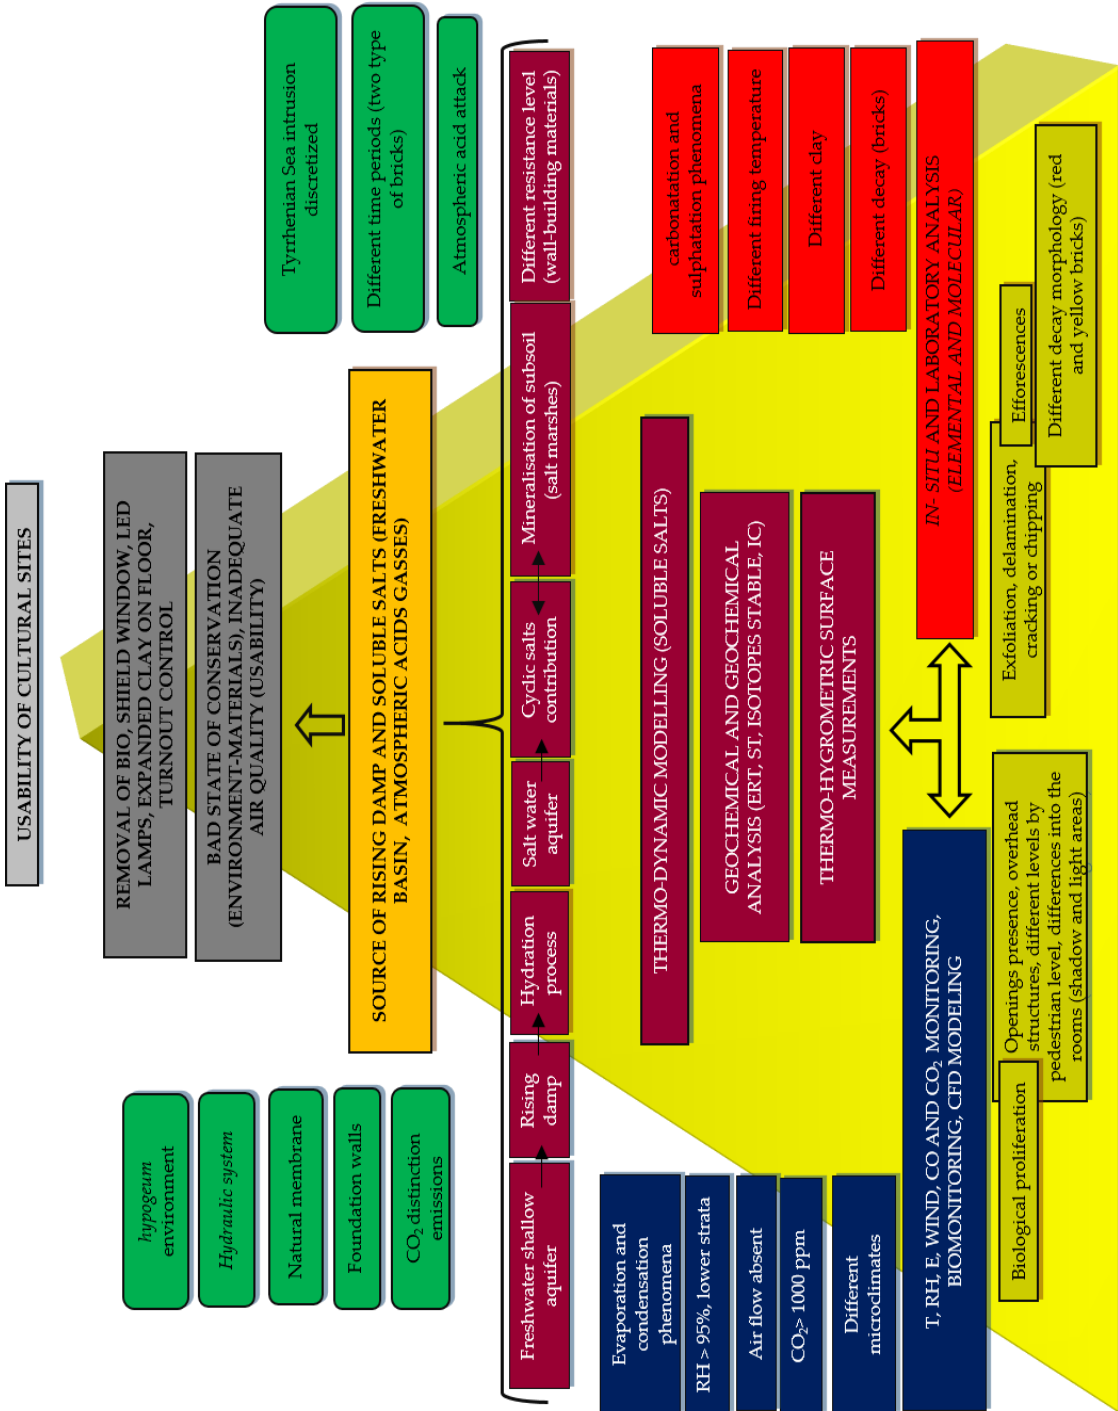 USABILITY OF CULTURAL SITES
REMOVAL OF BIO, SHIELD WINDOW, LED
LAMPS, EXPANDED CLAY ON FLOOR,
TURNOUT CONTROL
BAD STATE OF CONSERVATION
(ENVIRONMENT-MATERIALS), INADEQUATE
AIR QUALITY (USABILITY)
hypogeum
environment
Hydraulic system
Natural membrane
Foundation walls
CO₂ distinction
emissions
SOURCE OF RISING DAMP AND SOLUBLE SALTS (FRESHWATER
BASIN, ATMOSPHERIC ACIDS GASSES)
Tyrrhenian Sea intrusion
discretized
Different time periods (two type
of bricks)
Atmospheric acid attack
Freshwater shallow
aquifer
Rising
damp
Hydration
process
Salt water
aquifer
Cyclic salts
contribution
Mineralisation of subsoil
(salt marshes)
Different resistance level
(wall-building materials)
Evaporation and
condensation
phenomena
RH > 95%, lower strata
Air flow absent
CO₂> 1000 ppm
Different
microclimates
THERMO-DYNAMIC MODELLING (SOLUBLE SALTS)
GEOCHEMICAL AND GEOCHEMICAL
ANALYSIS (ERT, ST, ISOTOPES STABLE, IC)
THERMO-HYGROMETRIC SURFACE
MEASUREMENTS
carbonatation and
sulphatation phenomena
Different firing temperature
Different clay
Different decay (bricks)
T, RH, E, WIND, CO AND CO₂ MONITORING,
BIOMONITORING, CFD MODELING
IN- SITU AND LABORATORY ANALYSIS
(ELEMENTAL AND MOLECULAR)
Biological proliferation
Openings presence, overhead
structures, different levels by
pedestrian level, differences into the
rooms (shadow and light areas)
Exfoliation, delamination,
cracking or chipping
Efforescences
Different decay morphology (red
and yellow bricks)